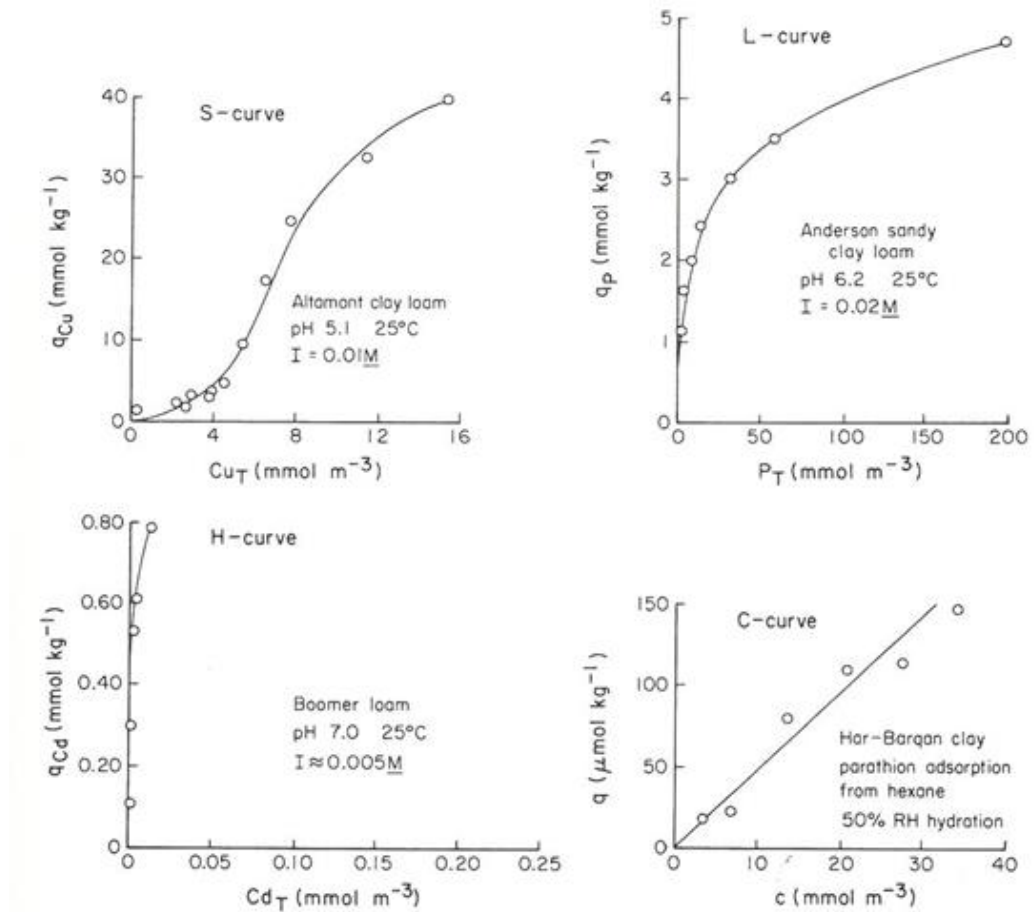 S-curve
40
30
20
10
0
q_Cu (mmol kg⁻¹)
Altamont clay loam
pH 5.1 25°C
I = 0.01M
0 4 8 12 16
Cu_T (mmol m⁻³)
L-curve
5
4
3
2
1
0
q_P (mmol kg⁻¹)
Anderson sandy
clay loam
pH 6.2 25°C
I = 0.02M
0 50 100 150 200
P_T (mmol m⁻³)
H-curve
0.80
0.60
0.40
0.20
0
q_Cd (mmol kg⁻¹)
Boomer loam
pH 7.0 25°C
I ≈ 0.005M
0 0.05 0.10 0.15 0.20 0.25
Cd_T (mmol m⁻³)
C-curve
150
100
50
0
q (μmol kg⁻¹)
Har-Barqan clay
parathion adsorption
from hexane
50% RH hydration
0 10 20 30 40
c (mmol m⁻³)